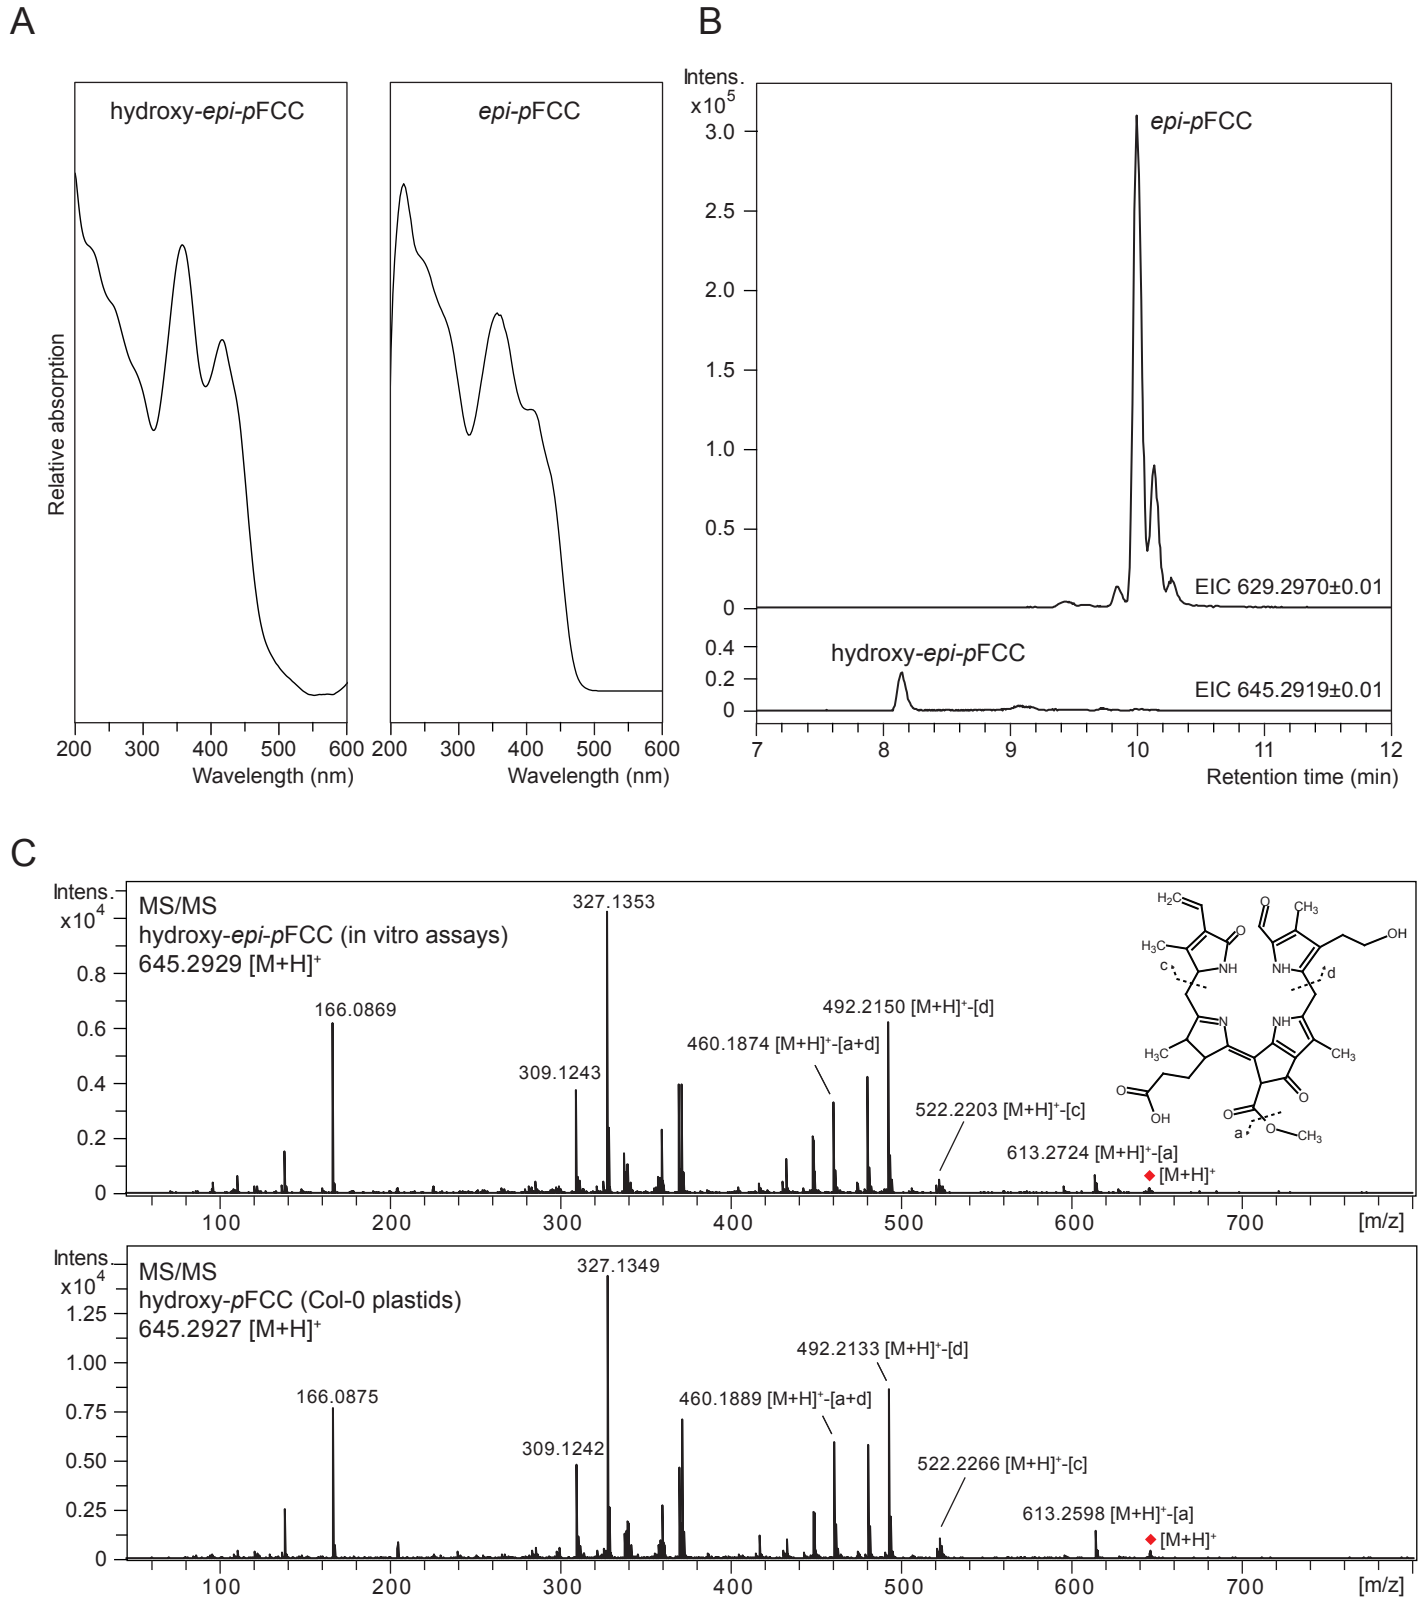 A
B
hydroxy-epi-pFCC
epi-pFCC
Relative absorption
200 300 400 500 600
200 300 400 500 600
Wavelength (nm)
Wavelength (nm)
Intens.
x10⁵
3.0
2.5
2.0
1.5
1.0
0.5
0
epi-pFCC
EIC 629.2970±0.01
0.4
0.2
0
hydroxy-epi-pFCC
EIC 645.2919±0.01
7 8 9 10 11 12
Retention time (min)
C
Intens.
x10⁴
0.8
0.6
0.4
0.2
0
MS/MS
hydroxy-epi-pFCC (in vitro assays)
645.2929 [M+H]⁺
327.1353
166.0869
309.1243
492.2150 [M+H]⁺-[d]
460.1874 [M+H]⁺-[a+d]
522.2203 [M+H]⁺-[c]
613.2724 [M+H]⁺-[a]
[M+H]⁺
H₂C
O
CH₃
OH
H₃C
O
NH
NH
c
d
N
NH
H₃C
CH₃
O
OH
O
O
O
CH₃
a
100 200 300 400 500 600 700 [m/z]
Intens.
x10⁴
1.25
1.00
0.75
0.50
0.25
0
MS/MS
hydroxy-pFCC (Col-0 plastids)
645.2927 [M+H]⁺
327.1349
166.0875
309.1242
492.2133 [M+H]⁺-[d]
460.1889 [M+H]⁺-[a+d]
522.2266 [M+H]⁺-[c]
613.2598 [M+H]⁺-[a]
[M+H]⁺
100 200 300 400 500 600 700 [m/z]